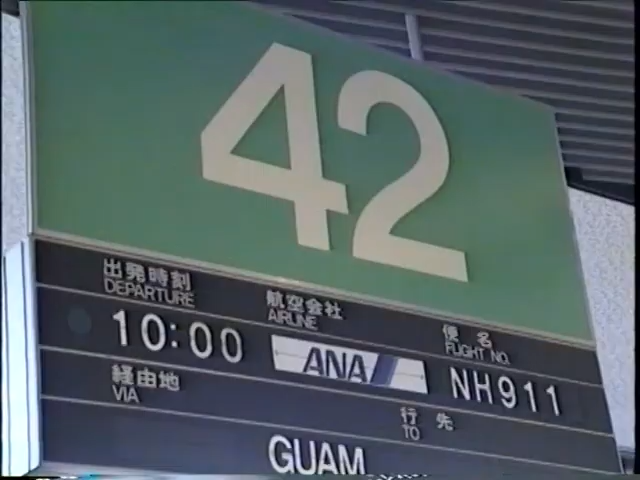 42
出発時刻 航空会社 便名
DEPARTURE AIRLINE FLIGHT NO.
10:00 ANA NH911
経由地 行先
VIA TO
GUAM